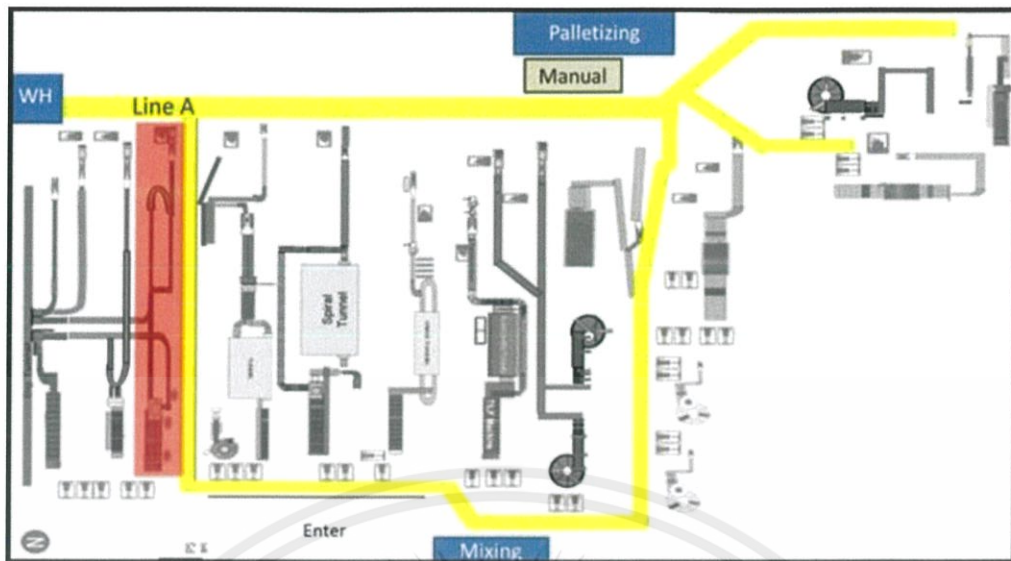 Palletizing
Manual
WH
Line A
Spiral
Tunnel
Enter
Mixing
N